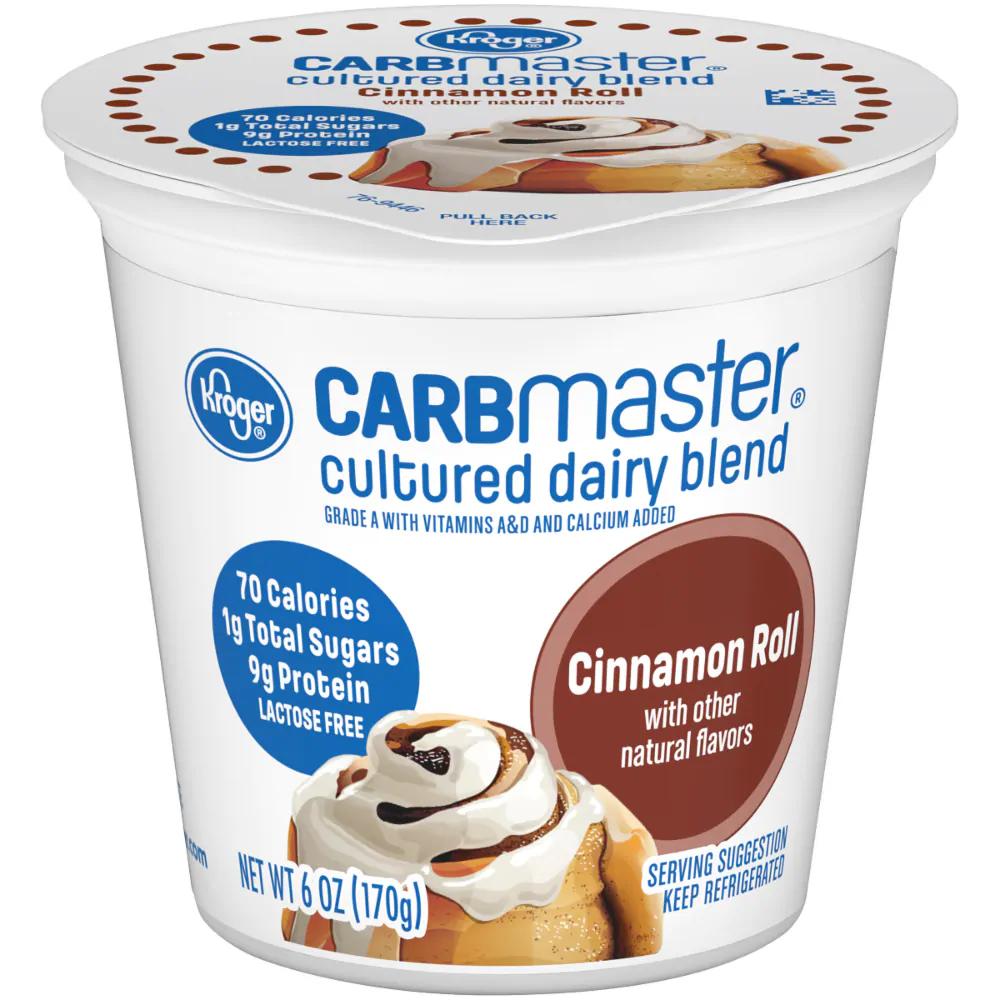 Kroger®
CARBmaster®
cultured dairy blend
Cinnamon Roll
with other natural flavors
70 Calories
1g Total Sugars
9g Protein
LACTOSE FREE
76-9446
PULL BACK
HERE
Kroger®
CARBmaster®
cultured dairy blend
GRADE A WITH VITAMINS A&D AND CALCIUM ADDED
70 Calories
1g Total Sugars
9g Protein
LACTOSE FREE
Cinnamon Roll
with other
natural flavors
.com
NET WT 6 OZ (170g)
SERVING SUGGESTION
KEEP REFRIGERATED